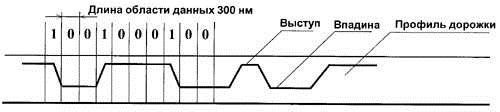 Длина области данных 300 нм
1 0 0 1 0 0 0 1 0 0
Выступ
Впадина
Профиль дорожки